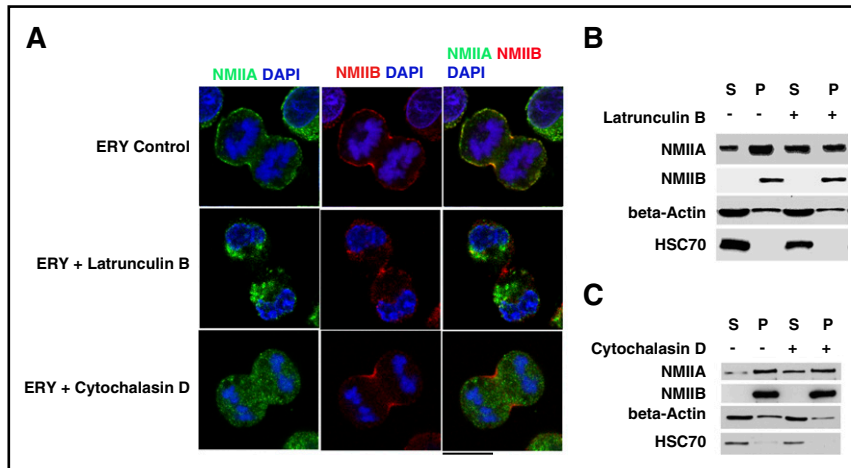 A
NMIIA DAPI
NMIIB DAPI
NMIIA NMIIB
DAPI
ERY Control
ERY + Latrunculin B
ERY + Cytochalasin D
B
S P S P
Latrunculin B - - + +
NMIIA
NMIIB
beta-Actin
HSC70
C
S P S P
Cytochalasin D - - + +
NMIIA
NMIIB
beta-Actin
HSC70